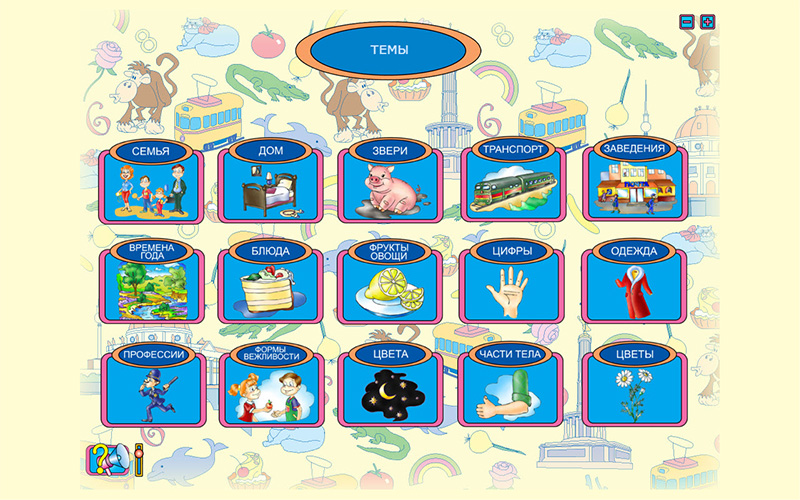 ТЕМЫ
СЕМЬЯ
ДОМ
ЗВЕРИ
ТРАНСПОРТ
ЗАВЕДЕНИЯ
ПОЧТА
ВРЕМЕНА
ГОДА
БЛЮДА
ФРУКТЫ
ОВОЩИ
ЦИФРЫ
ОДЕЖДА
ПРОФЕССИИ
ФОРМЫ
ВЕЖЛИВОСТИ
ЦВЕТА
ЧАСТИ ТЕЛА
ЦВЕТЫ
?